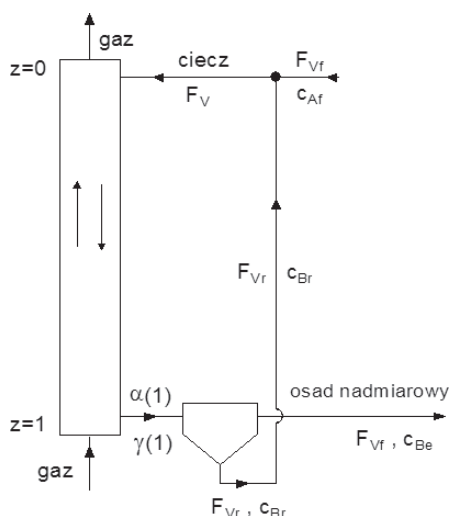 gaz
z=0
ciecz
F_Vf
F_V
c_Af
F_Vr c_Br
α(1)
osad nadmiarowy
z=1
γ(1)
F_Vf , c_Be
gaz
F_Vr , c_Br